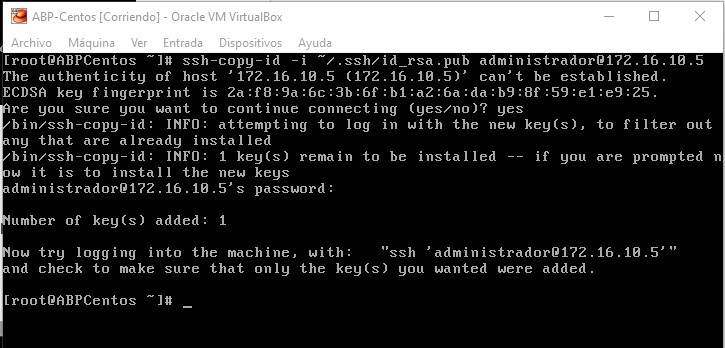 ABP-Centos [Corriendo] - Oracle VM VirtualBox
Archivo Máquina Ver Entrada Dispositivos Ayuda
[root@ABPCentos ~]# ssh-copy-id -i ~/.ssh/id_rsa.pub administrador@172.16.10.5
The authenticity of host '172.16.10.5 (172.16.10.5)' can't be established.
ECDSA key fingerprint is 2a:f8:9a:6c:3b:6f:b1:a2:6a:da:b9:8f:59:e1:e9:25.
Are you sure you want to continue connecting (yes/no)? yes
/bin/ssh-copy-id: INFO: attempting to log in with the new key(s), to filter out
any that are already installed
/bin/ssh-copy-id: INFO: 1 key(s) remain to be installed -- if you are prompted n
ow it is to install the new keys
administrador@172.16.10.5's password:
Number of key(s) added: 1
Now try logging into the machine, with:   "ssh 'administrador@172.16.10.5'"
and check to make sure that only the key(s) you wanted were added.
[root@ABPCentos ~]# _